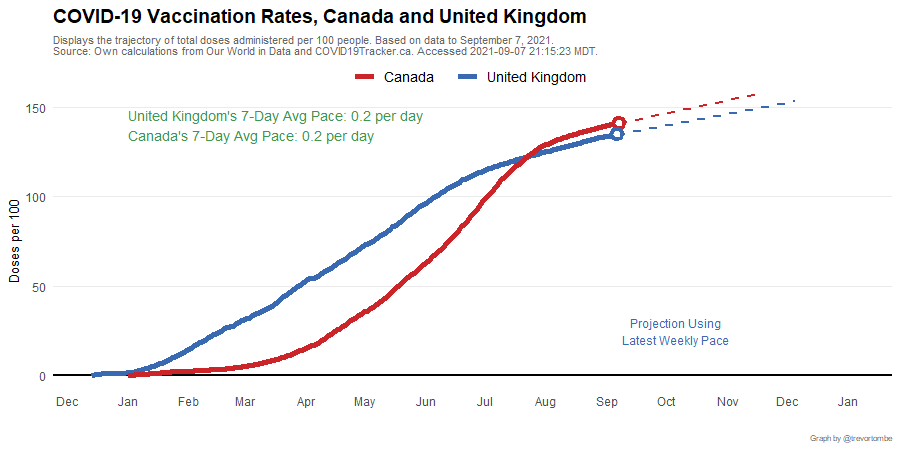 COVID-19 Vaccination Rates, Canada and United Kingdom
Displays the trajectory of total doses administered per 100 people. Based on data to September 7, 2021.
Source: Own calculations from Our World in Data and COVID19Tracker.ca. Accessed 2021-09-07 21:15:23 MDT.
Canada United Kingdom
United Kingdom's 7-Day Avg Pace: 0.2 per day
Canada's 7-Day Avg Pace: 0.2 per day
Doses per 100
150
100
50
0
Projection Using
Latest Weekly Pace
Dec Jan Feb Mar Apr May Jun Jul Aug Sep Oct Nov Dec Jan
Graph by @trevortombe